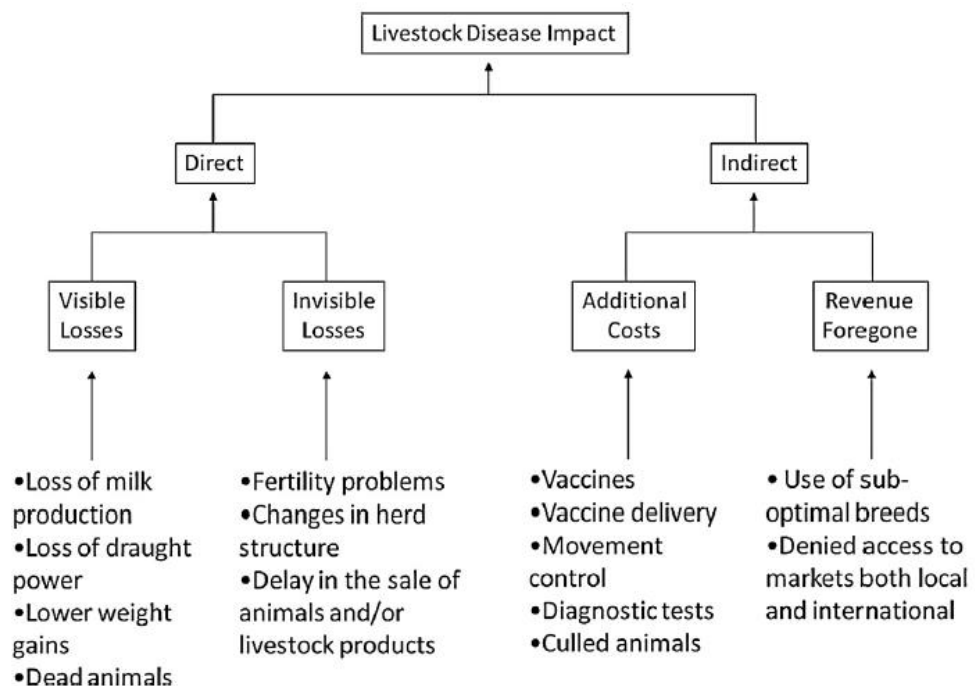 Livestock Disease Impact
Direct
Indirect
Visible
Losses
Invisible
Losses
Additional
Costs
Revenue
Foregone
•Loss of milk
production
•Loss of draught
power
•Lower weight
gains
•Dead animals
•Fertility problems
•Changes in herd
structure
•Delay in the sale of
animals and/or
livestock products
•Vaccines
•Vaccine delivery
•Movement
control
•Diagnostic tests
•Culled animals
• Use of sub-
optimal breeds
•Denied access to
markets both local
and international